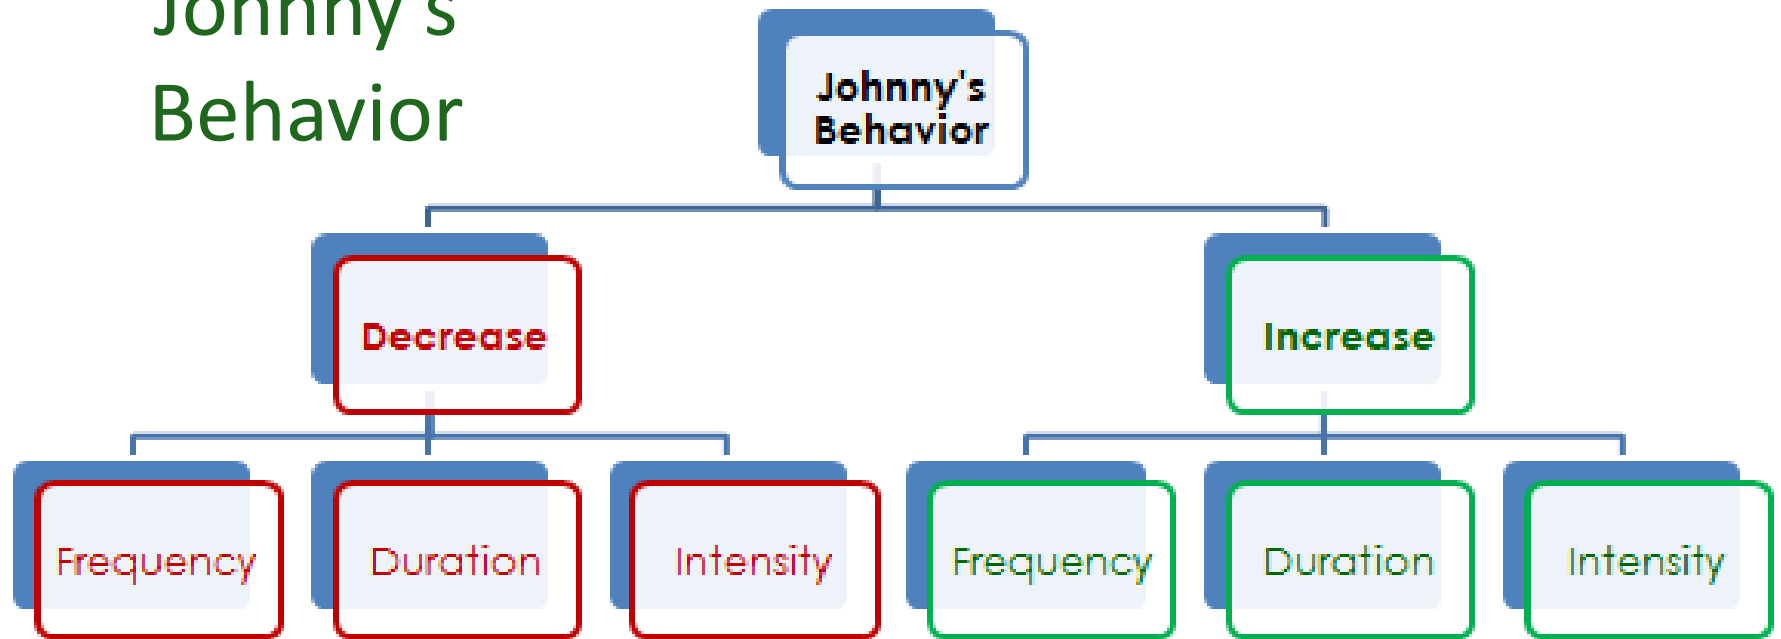 Johnny's
Behavior
Johnny's
Behavior
Decrease
Increase
Frequency
Duration
Intensity
Frequency
Duration
Intensity